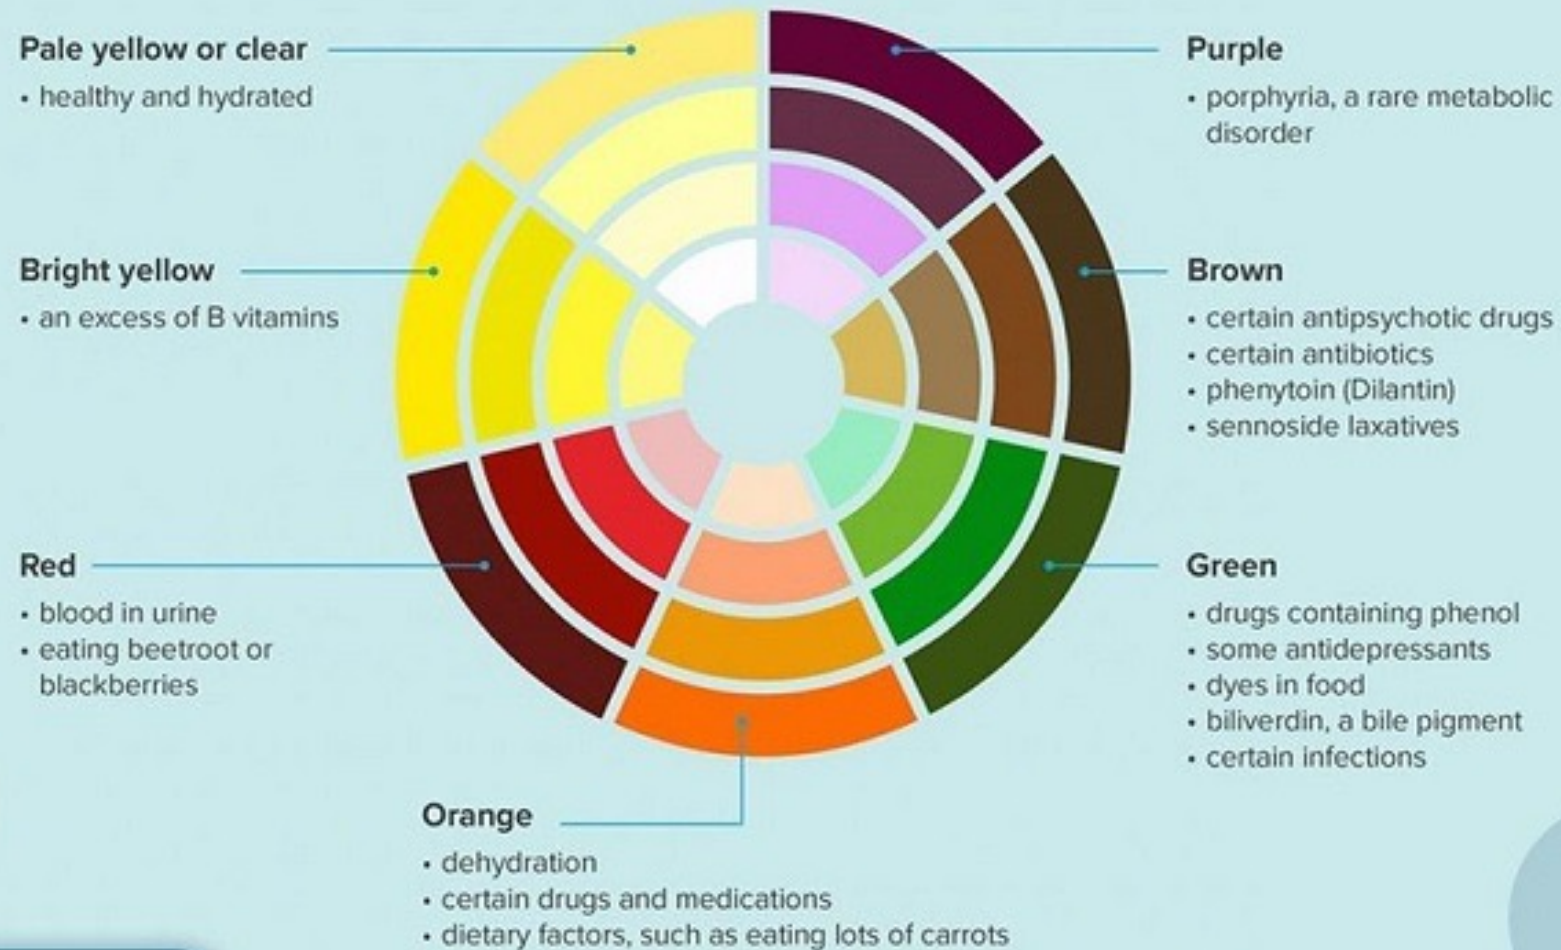 Pale yellow or clear
• healthy and hydrated
Bright yellow
• an excess of B vitamins
Red
• blood in urine
• eating beetroot or
blackberries
Orange
• dehydration
• certain drugs and medications
• dietary factors, such as eating lots of carrots
Purple
• porphyria, a rare metabolic
disorder
Brown
• certain antipsychotic drugs
• certain antibiotics
• phenytoin (Dilantin)
• sennoside laxatives
Green
• drugs containing phenol
• some antidepressants
• dyes in food
• biliverdin, a bile pigment
• certain infections